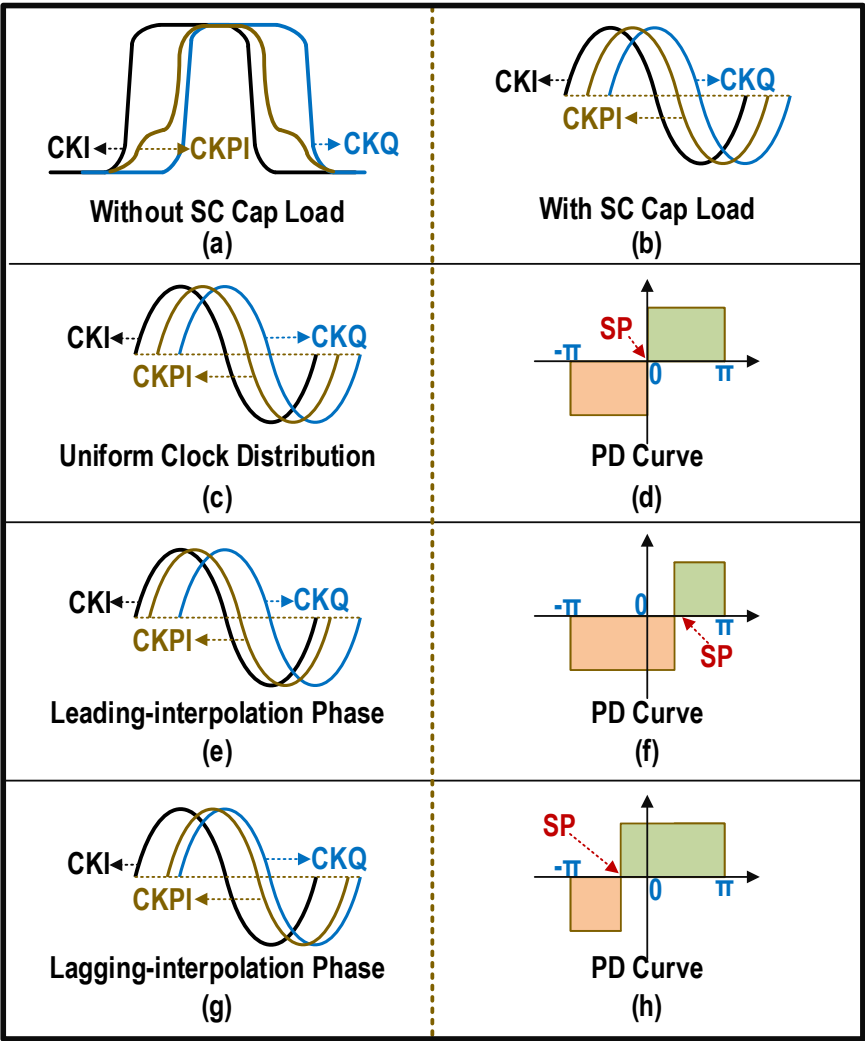 CKI
CKPI
CKQ
Without SC Cap Load
(a)
CKI
CKQ
CKPI
With SC Cap Load
(b)
CKI
CKQ
CKPI
Uniform Clock Distribution
(c)
SP
-π
0
π
PD Curve
(d)
CKI
CKQ
CKPI
Leading-interpolation Phase
(e)
-π
0
π
SP
PD Curve
(f)
CKI
CKQ
CKPI
Lagging-interpolation Phase
(g)
SP
-π
0
π
PD Curve
(h)